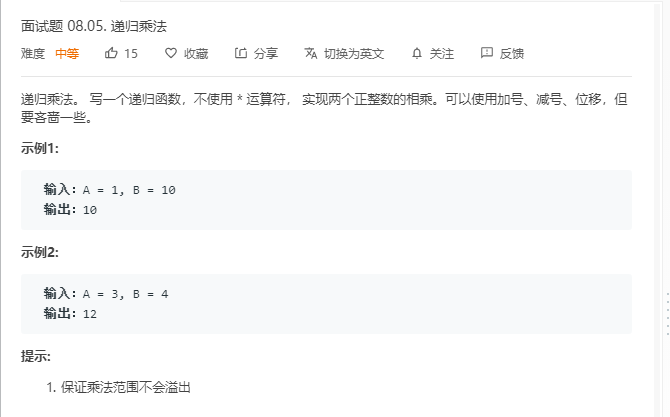 面试题 08.05. 递归乘法
难度 中等 15 收藏 分享 切换为英文 关注 反馈
递归乘法。 写一个递归函数，不使用 * 运算符， 实现两个正整数的相乘。可以使用加号、减号、位移，但
要吝啬一些。
示例1:
输入：A = 1, B = 10
输出：10
示例2:
输入：A = 3, B = 4
输出：12
提示:
1. 保证乘法范围不会溢出